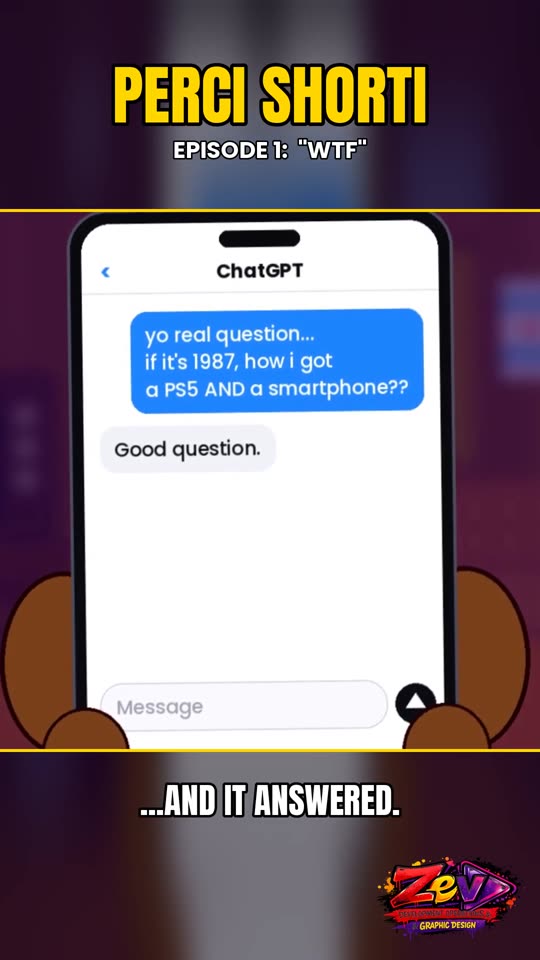 PERCI SHORTI
EPISODE 1: "WTF"
‹ ChatGPT
yo real question...
if it's 1987, how i got
a PS5 AND a smartphone??
Good question.
Message
...AND IT ANSWERED.
Zev
GRAPHIC DESIGN